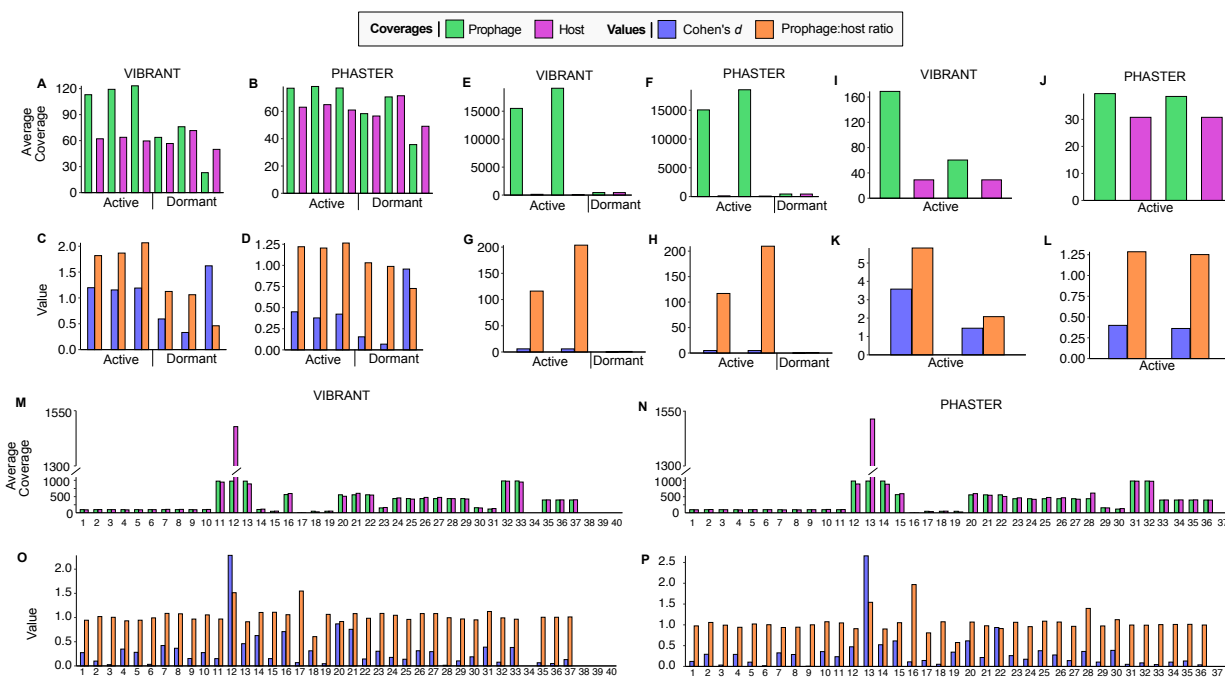 Coverages Prophage Host Values Cohen's d Prophage:host ratio
A VIBRANT
B PHASTER
E VIBRANT
F PHASTER
I VIBRANT
J PHASTER
Average Coverage
120
90
60
30
0
Active Dormant
60
40
20
0
Active Dormant
15000
10000
5000
0
Active Dormant
15000
10000
5000
0
Active Dormant
160
120
80
40
0
Active
30
20
10
0
Active
C
D
G
H
K
L
Value
2.0
1.5
1.0
0.5
0.0
Active Dormant
1.25
1.00
0.75
0.50
0.25
0.00
Active Dormant
200
150
100
50
0
Active Dormant
200
150
100
50
0
Active Dormant
5
4
3
2
1
0
Active
1.25
1.00
0.75
0.50
0.25
0.00
Active
M VIBRANT
Average Coverage
1550
1300
1000
500
0
1 2 3 4 5 6 7 8 9 10 11 12 13 14 15 16 17 18 19 20 21 22 23 24 25 26 27 28 29 30 31 32 33 34 35 36 37 38 39 40
N PHASTER
1550
1300
1000
500
0
1 2 3 4 5 6 7 8 9 10 11 12 13 14 15 16 17 18 19 20 21 22 23 24 25 26 27 28 29 30 31 32 33 34 35 36 37
O
Value
2.0
1.5
1.0
0.5
0.0
1 2 3 4 5 6 7 8 9 10 11 12 13 14 15 16 17 18 19 20 21 22 23 24 25 26 27 28 29 30 31 32 33 34 35 36 37 38 39 40
P
2.5
2.0
1.5
1.0
0.5
0.0
1 2 3 4 5 6 7 8 9 10 11 12 13 14 15 16 17 18 19 20 21 22 23 24 25 26 27 28 29 30 31 32 33 34 35 36 37